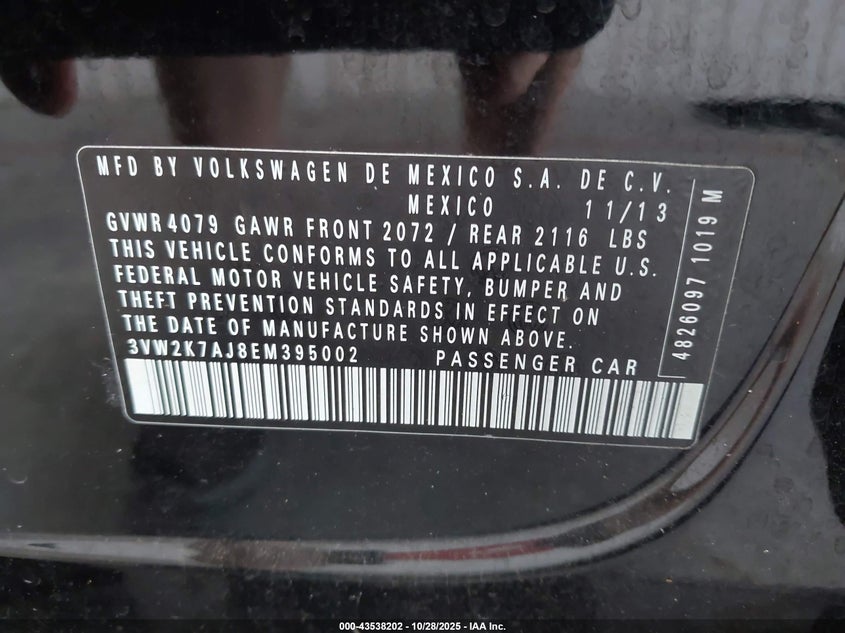 MFD BY VOLKSWAGEN DE MEXICO S.A. DE C.V.
MEXICO 11/13
GVWR 4079 GAWR FRONT 2072 / REAR 2116 LBS
THIS VEHICLE CONFORMS TO ALL APPLICABLE U.S.
FEDERAL MOTOR VEHICLE SAFETY, BUMPER AND
THEFT PREVENTION STANDARDS IN EFFECT ON
THE DATE OF MANUFACTURE SHOWN ABOVE.
3VW2K7AJ8EM395002 PASSENGER CAR
4826097 1019 M
000-43538202 - 10/28/2025 - IAA Inc.